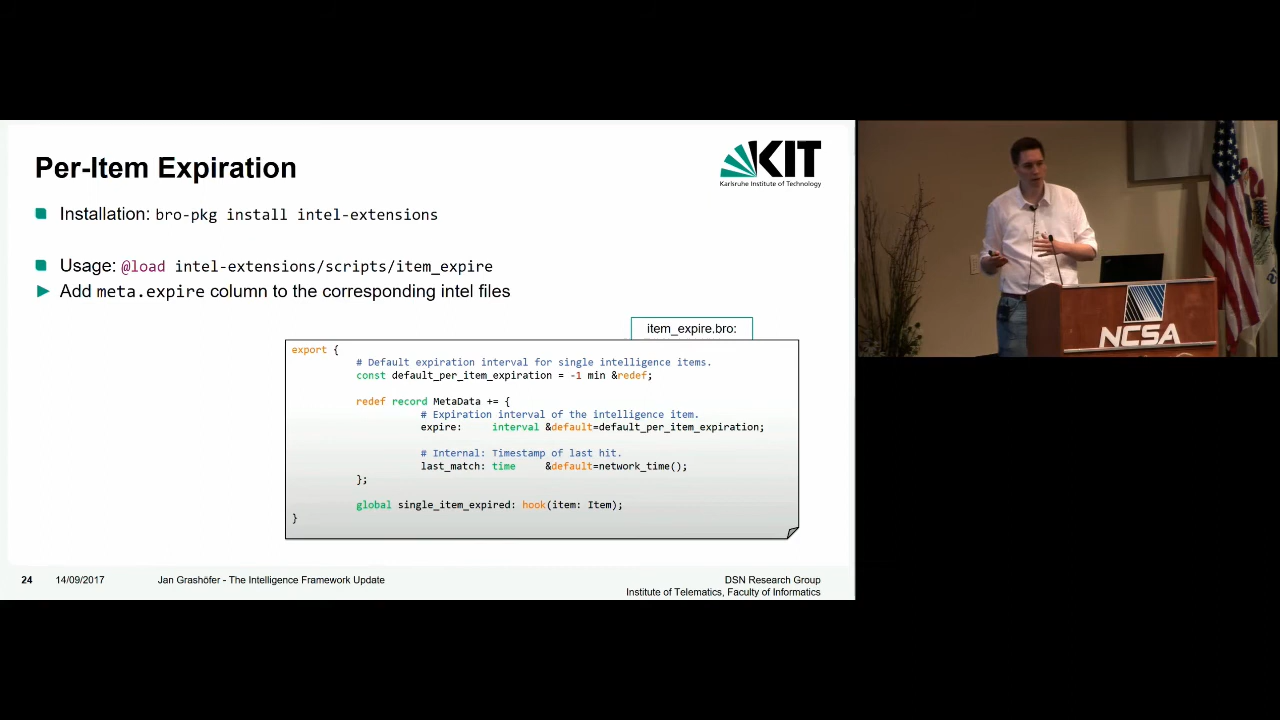 Per-Item Expiration
KIT
Karlsruhe Institute of Technology
Installation: bro-pkg install intel-extensions
Usage: @load intel-extensions/scripts/item_expire
Add meta.expire column to the corresponding intel files
item_expire.bro:
export {
# Default expiration interval for single intelligence items.
const default_per_item_expiration = -1 min &redef;
redef record MetaData += {
# Expiration interval of the intelligence item.
expire: interval &default=default_per_item_expiration;
# Internal: Timestamp of last hit.
last_match: time &default=network_time();
};
global single_item_expired: hook(item: Item);
}
24 14/09/2017 Jan Grashöfer - The Intelligence Framework Update
DSN Research Group
Institute of Telematics, Faculty of Informatics
NCSA